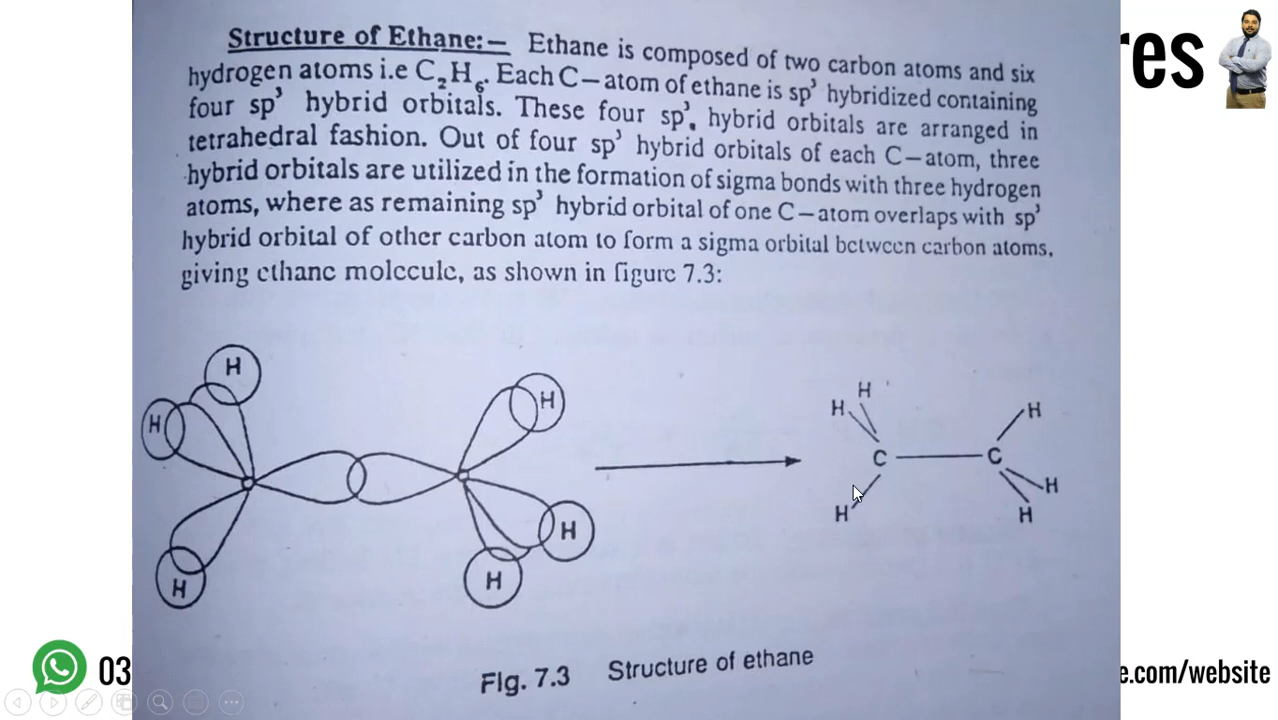 Structure of Ethane:— Ethane is composed of two carbon atoms and six
hydrogen atoms i.e C₂H₆. Each C—atom of ethane is sp³ hybridized containing
four sp³ hybrid orbitals. These four sp³ hybrid orbitals are arranged in
tetrahedral fashion. Out of four sp³ hybrid orbitals of each C—atom, three
hybrid orbitals are utilized in the formation of sigma bonds with three hydrogen
atoms, where as remaining sp³ hybrid orbital of one C—atom overlaps with sp³
hybrid orbital of other carbon atom to form a sigma orbital between carbon atoms,
giving ethane molecule, as shown in figure 7.3:
H
H
H
H
H
H
H
H
H
C
C
H
H
H
Fig. 7.3 Structure of ethane
res
03
e.com/website